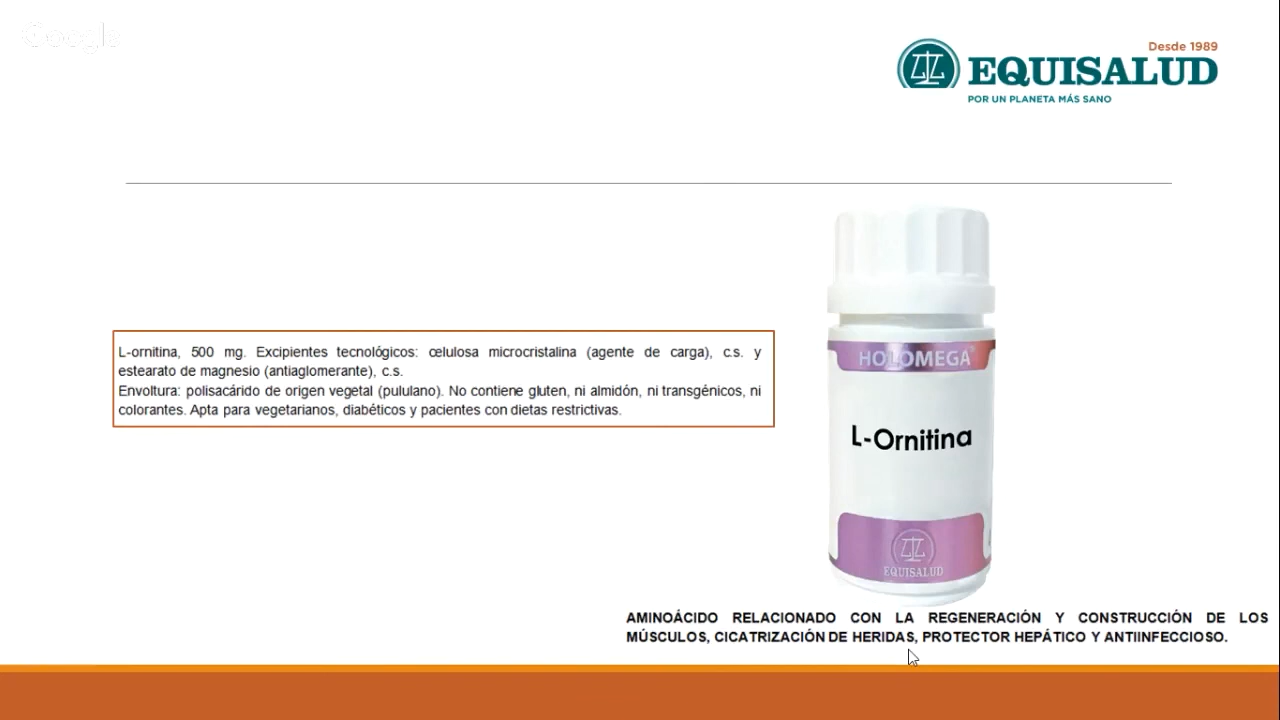 Google
Desde 1989
EQUISALUD
POR UN PLANETA MÁS SANO
L-ornitina, 500 mg. Excipientes tecnológicos: celulosa microcristalina (agente de carga), c.s. y
estearato de magnesio (antiaglomerante), c.s.
Envoltura: polisacárido de origen vegetal (pululano). No contiene gluten, ni almidón, ni transgénicos, ni
colorantes. Apta para vegetarianos, diabéticos y pacientes con dietas restrictivas.
HOLOMEGA®
L-Ornitina
EQUISALUD
AMINOÁCIDO RELACIONADO CON LA REGENERACIÓN Y CONSTRUCCIÓN DE LOS
MÚSCULOS, CICATRIZACIÓN DE HERIDAS, PROTECTOR HEPÁTICO Y ANTIINFECCIOSO.